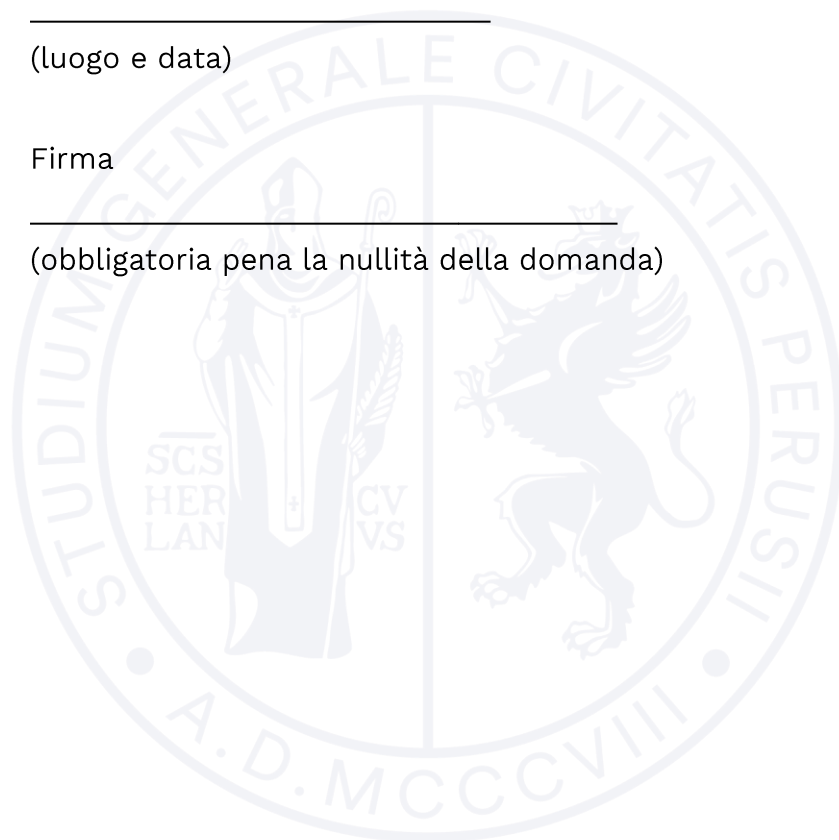 (luogo e data)
Firma
(obbligatoria pena la nullità della domanda)
STUDIUM GENERALE CIVITATIS PERUSII
SCS
HER
LAN
CV
VS
A.D. MCCCVIII